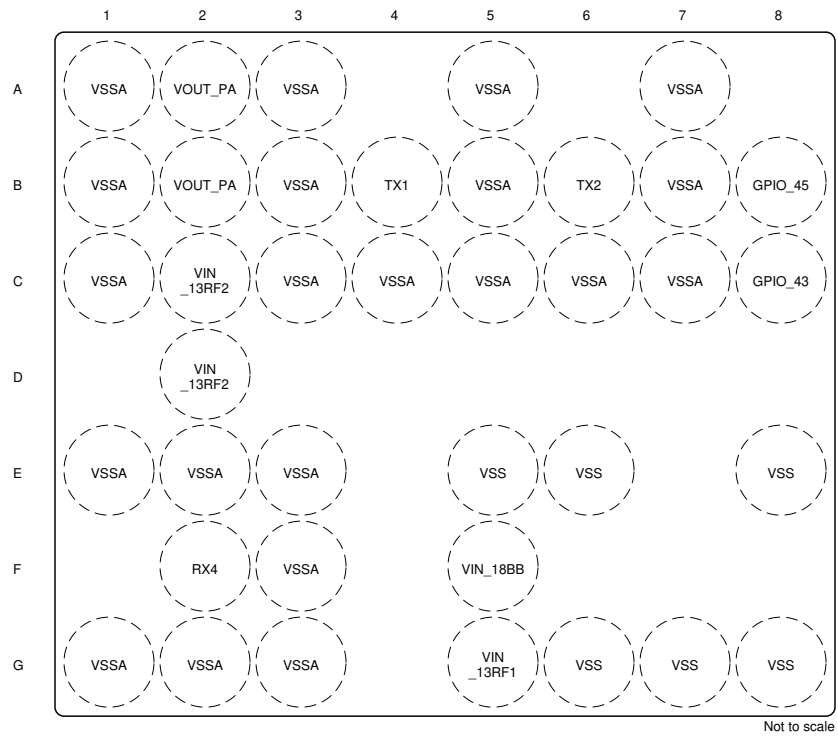 1 2 3 4 5 6 7 8
A VSSA VOUT_PA VSSA VSSA VSSA
B VSSA VOUT_PA VSSA TX1 VSSA TX2 VSSA GPIO_45
C VSSA VIN
_13RF2 VSSA VSSA VSSA VSSA VSSA GPIO_43
D VIN
_13RF2
E VSSA VSSA VSSA VSS VSS VSS
F RX4 VSSA VIN_18BB
G VSSA VSSA VSSA VIN
_13RF1 VSS VSS VSS
Not to scale